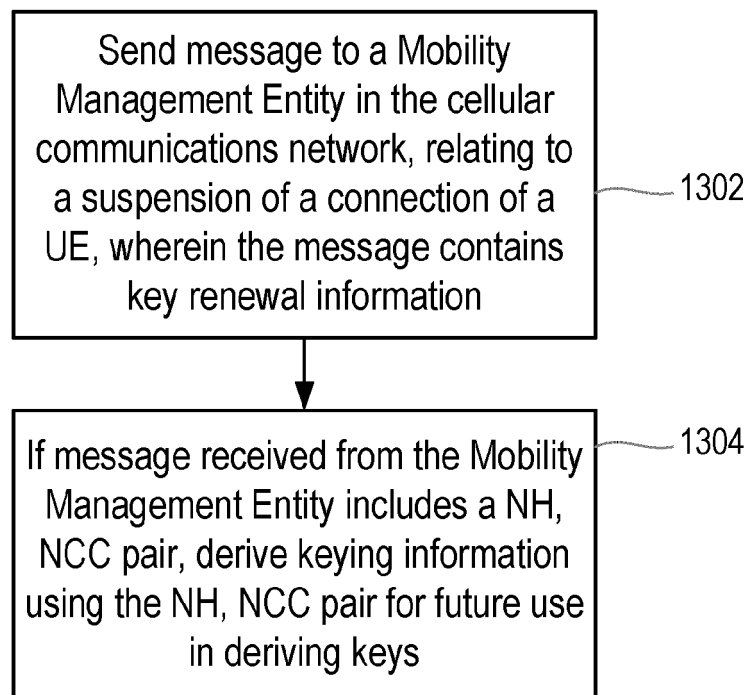 Send message to a Mobility
Management Entity in the cellular
communications network, relating to
a suspension of a connection of a
UE, wherein the message contains
key renewal information
1302
If message received from the Mobility
Management Entity includes a NH,
NCC pair, derive keying information
using the NH, NCC pair for future use
in deriving keys
1304